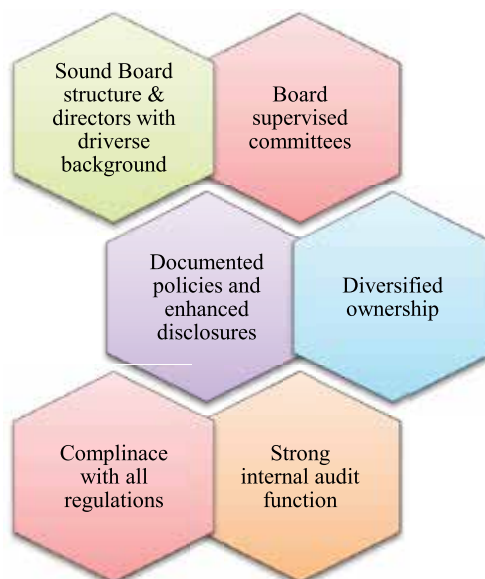 Sound Board
structure &
directors with
driverse
background
Board
supervised
committees
Documented
policies and
enhanced
disclosures
Diversified
ownership
Complinace
with all
regulations
Strong
internal audit
function